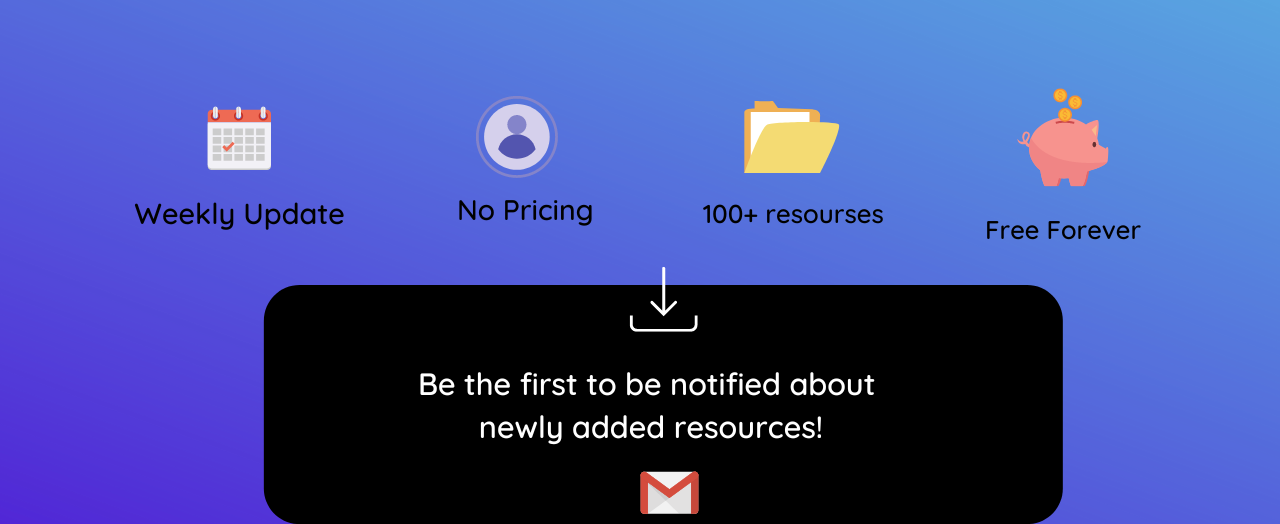 Weekly Update
No Pricing
100+ resourses
Free Forever
Be the first to be notified about
newly added resources!